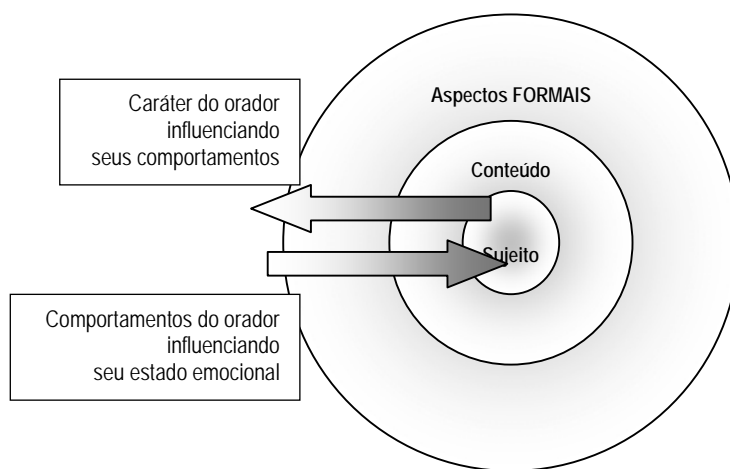 Caráter do orador
influenciando
seus comportamentos
Aspectos FORMAIS
Conteúdo
Sujeito
Comportamentos do orador
influenciando
seu estado emocional